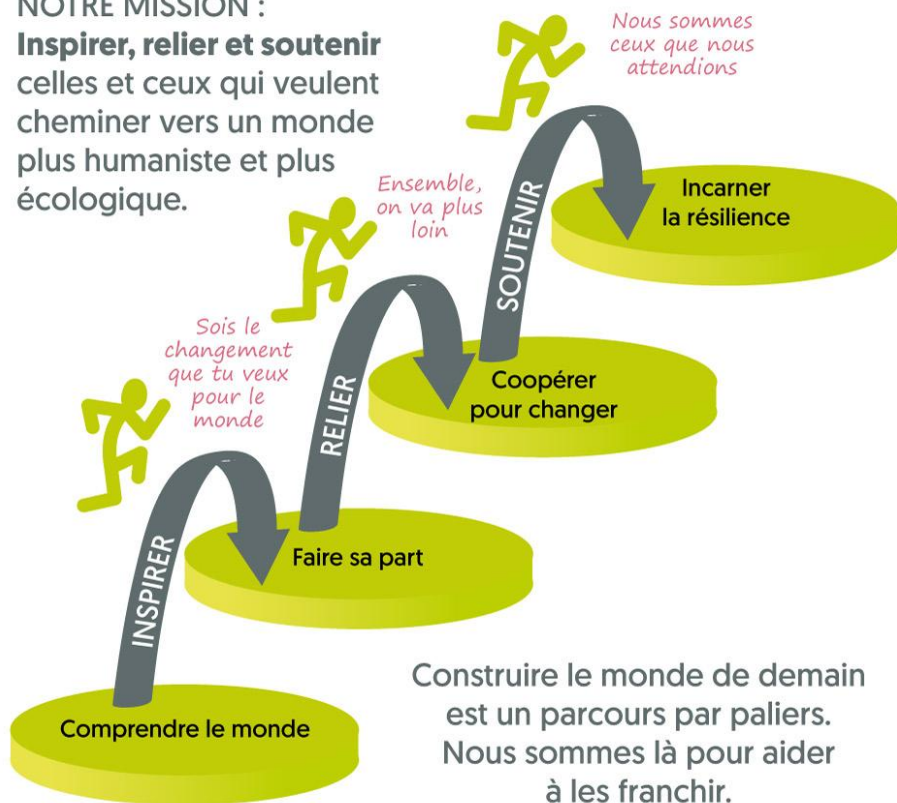 NOTRE MISSION :
Inspirer, relier et soutenir
celles et ceux qui veulent
cheminer vers un monde
plus humaniste et plus
écologique.
Nous sommes
ceux que nous
attendions
SOUTENIR
Incarner
la résilience
Ensemble,
on va plus
loin
RELIER
Coopérer
pour changer
Sois le
changement
que tu veux
pour le
monde
INSPIRER
Faire sa part
Comprendre le monde
Construire le monde de demain
est un parcours par paliers.
Nous sommes là pour aider
à les franchir.